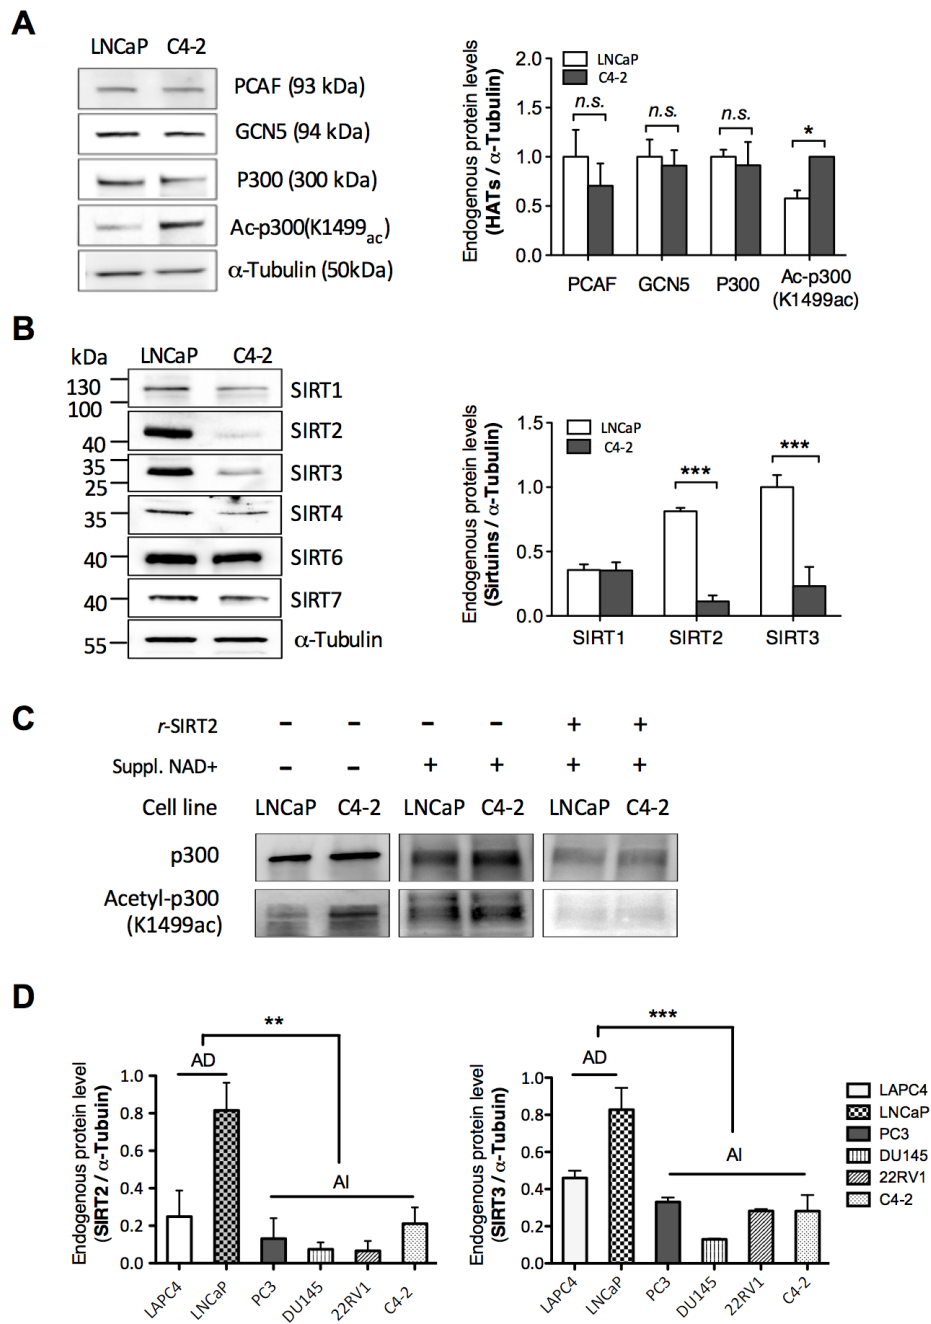 A
LNCaP C4-2
PCAF (93 kDa)
GCN5 (94 kDa)
P300 (300 kDa)
Ac-p300(K1499ac)
α-Tubulin (50kDa)
Endogenous protein levels
(HATs / α-Tubulin)
2.0
1.5
1.0
0.5
0.0
LNCaP
C4-2
n.s. n.s. n.s. *
PCAF GCN5 P300 Ac-p300
(K1499ac)
B
kDa LNCaP C4-2
130
100
SIRT1
40
SIRT2
35
25
SIRT3
35
SIRT4
40
SIRT6
40
SIRT7
55
α-Tubulin
Endogenous protein levels
(Sirtuins / α-Tubulin)
1.5
1.0
0.5
0.0
LNCaP
C4-2
*** ***
SIRT1 SIRT2 SIRT3
C
r-SIRT2 – – – – + +
Suppl. NAD+ – – + + + +
Cell line LNCaP C4-2 LNCaP C4-2 LNCaP C4-2
p300
Acetyl-p300
(K1499ac)
D
Endogenous protein level
(SIRT2 / α-Tubuin)
1.0
0.8
0.6
0.4
0.2
0.0
**
AD
AI
LAPC4 LNCaP PC3 DU145 22RV1 C4-2
Endogenous protein level
(SIRT3 / α-Tubulin)
1.0
0.8
0.6
0.4
0.2
0.0
***
AD
AI
LAPC4 LNCaP PC3 DU145 22RV1 C4-2
LAPC4
LNCaP
PC3
DU145
22RV1
C4-2